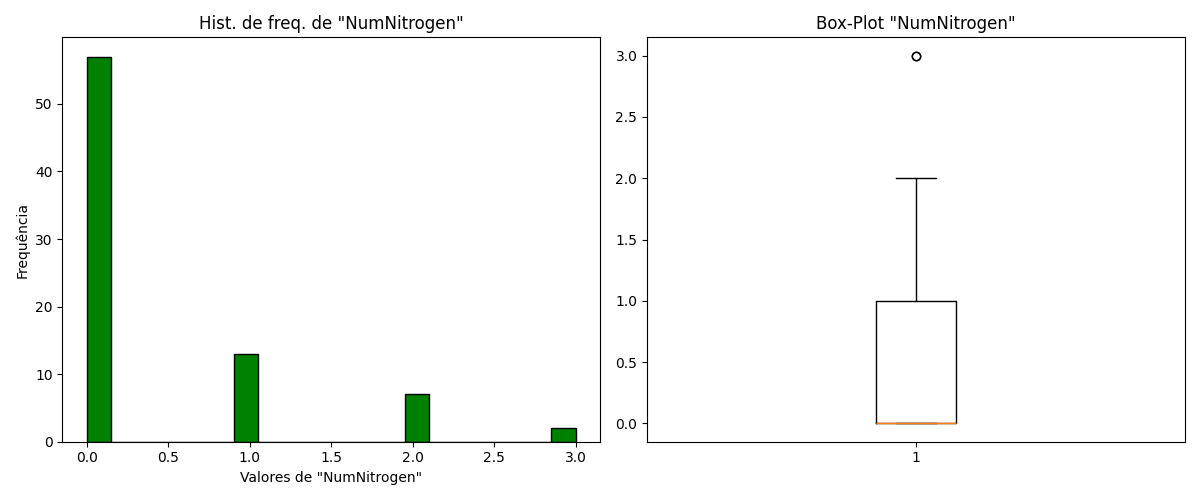 Hist. de freq. de "NumNitrogen"
50
40
30
20
10
0
Frequência
0.0 0.5 1.0 1.5 2.0 2.5 3.0
Valores de "NumNitrogen"
Box-Plot "NumNitrogen"
3.0
2.5
2.0
1.5
1.0
0.5
0.0
1